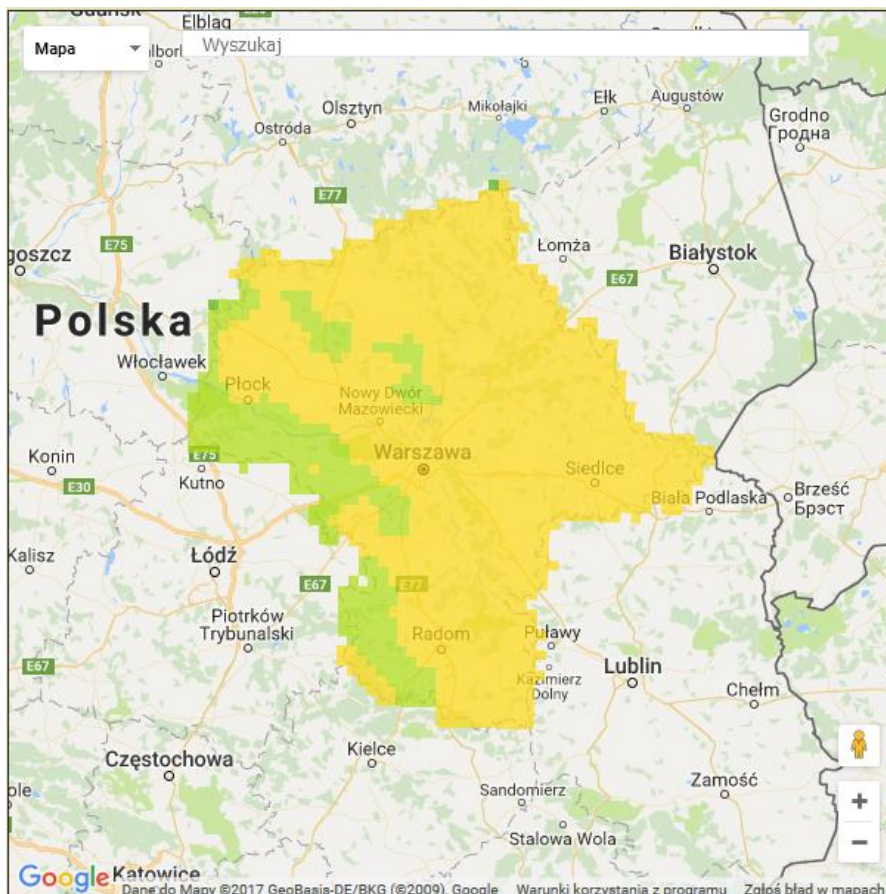 Elbląg
Mapa
Wyszukaj
Olsztyn
Mikołajki
Ełk
Augustów
Ostróda
Grodno
Гродна
E77
E75
Łomża
Białystok
goszcz
E67
Polska
Włocławek
Płock
Nowy Dwór
Mazowiecki
Warszawa
E75
Konin
Kutno
Siedlce
E30
Biała Podlaska
Brześć
Брэст
Kalisz
Łódź
E67
E77
Piotrków
Trybunalski
Radom
Puławy
E67
Kazimierz
Dolny
Lublin
Chełm
Częstochowa
Kielce
Zamość
ole
Sandomierz
Stalowa Wola
+
−
Google
Katowice
Dane do Mapy ©2017 GeoBasis-DE/BKG (©2009), Google Warunki korzystania z programu Zgłoś błąd w mapach